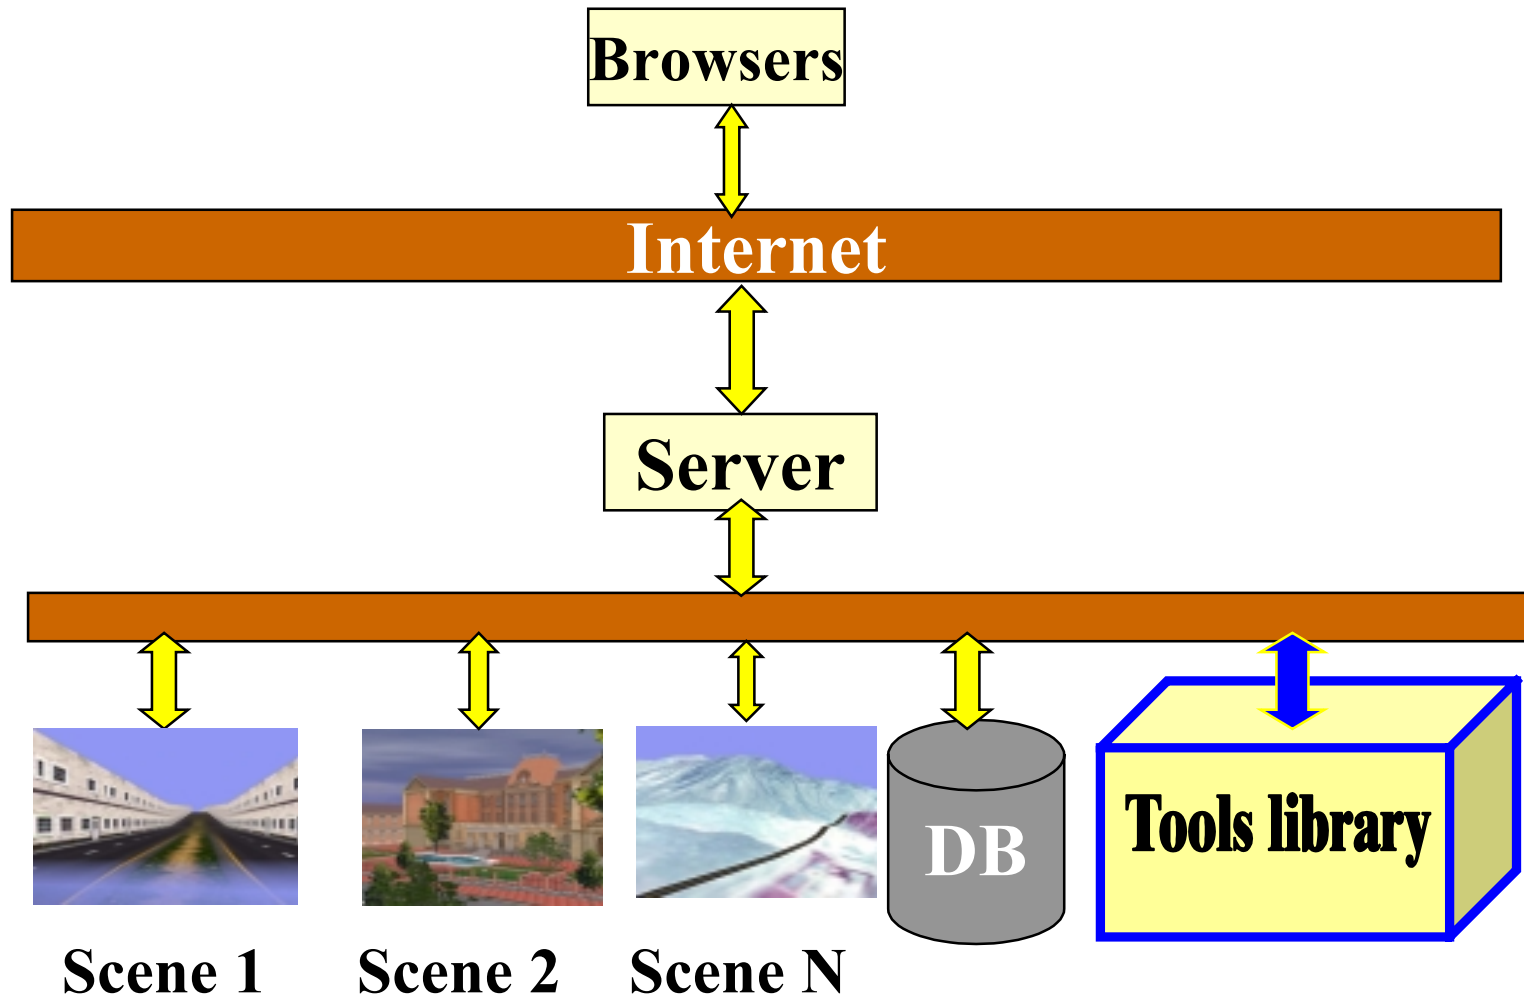 Browsers
Internet
Server
DB
Tools library
Scene 1
Scene 2
Scene N